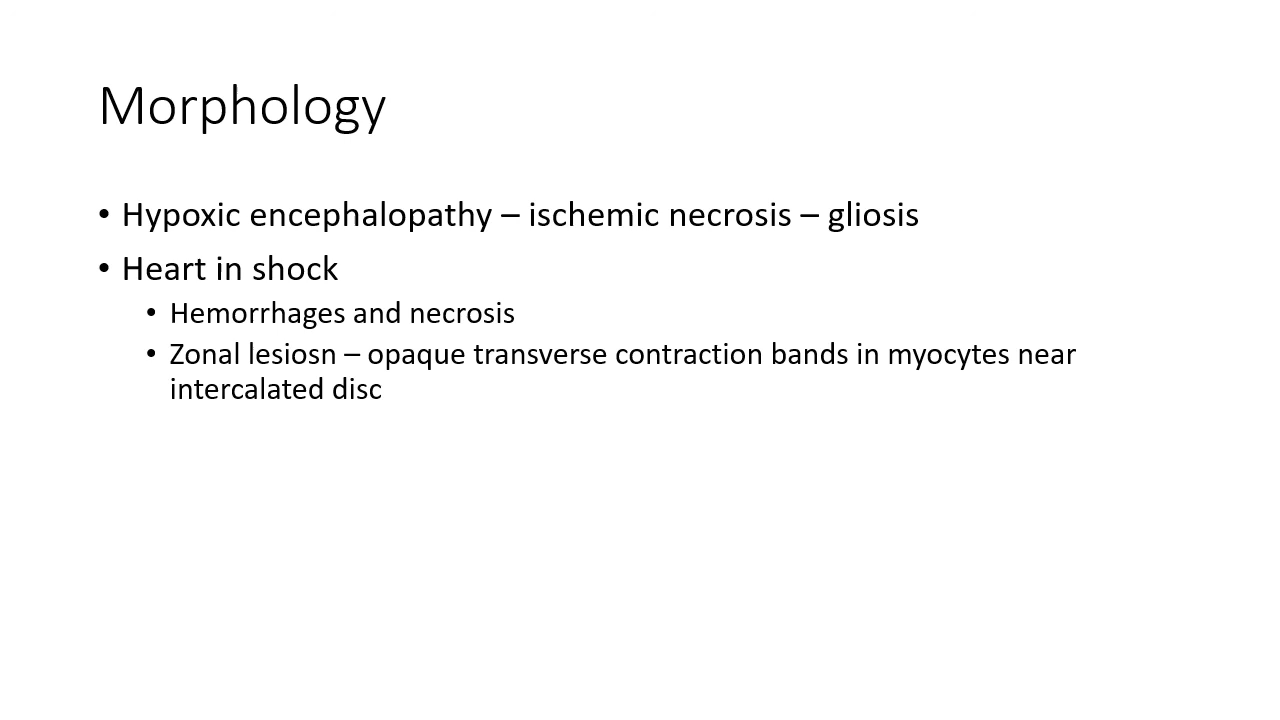 Morphology
• Hypoxic encephalopathy – ischemic necrosis – gliosis
• Heart in shock
• Hemorrhages and necrosis
• Zonal lesiosn – opaque transverse contraction bands in myocytes near
intercalated disc